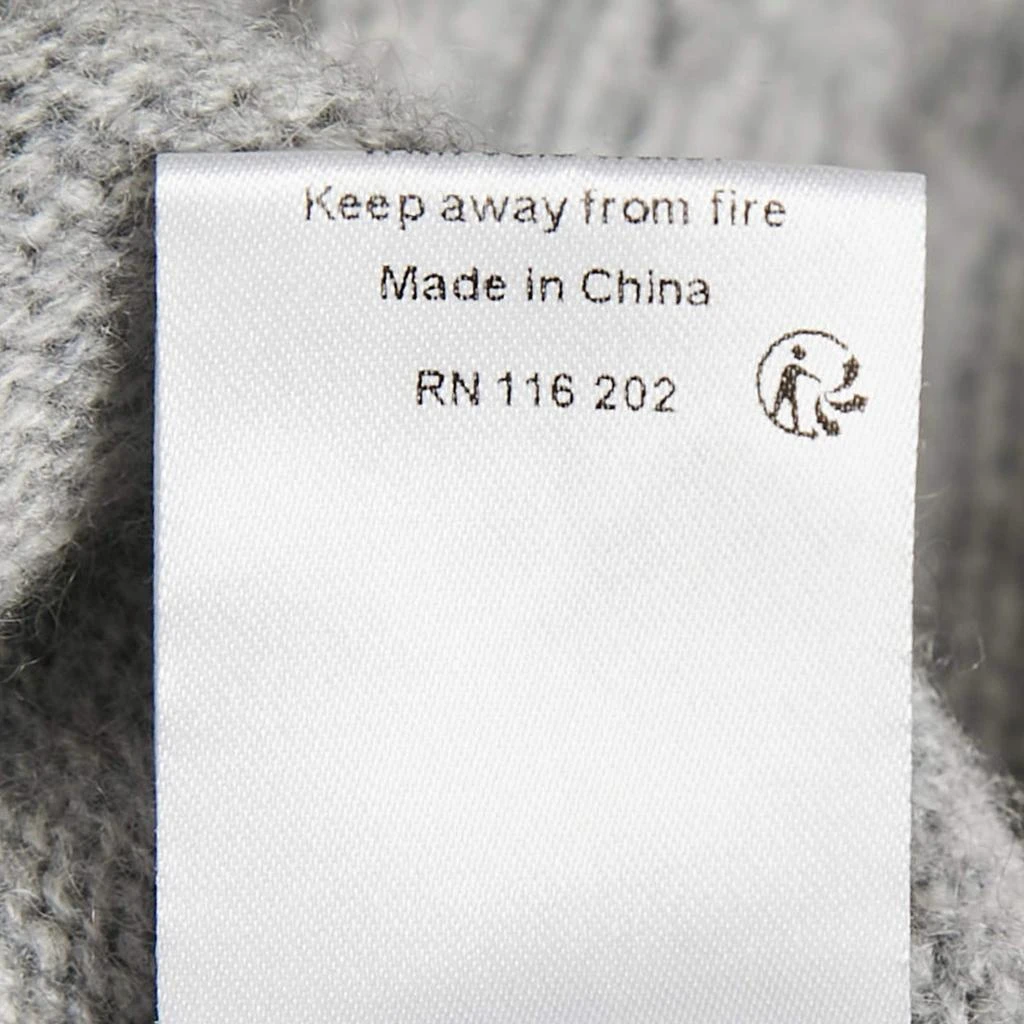 Keep away from fire
Made in China
RN 116 202